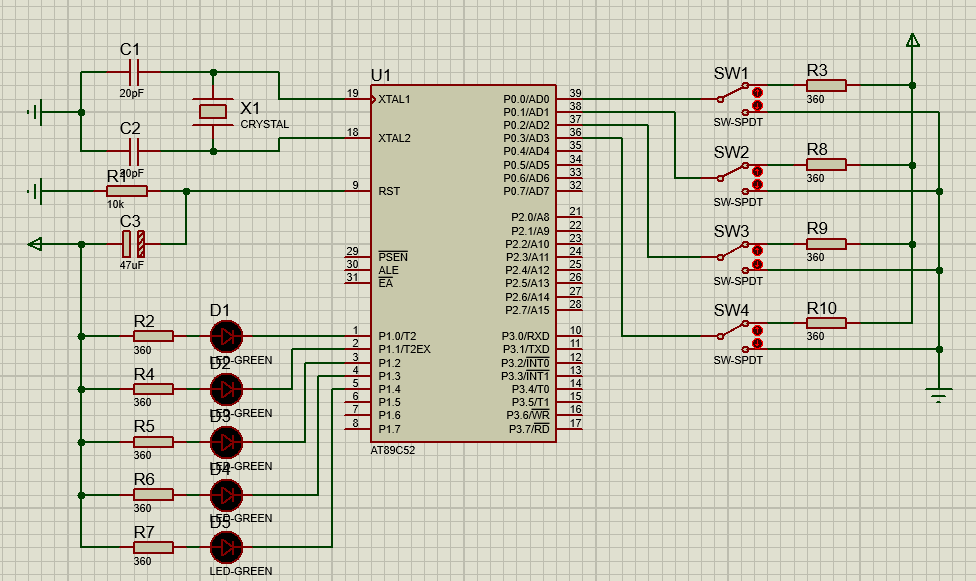 C1
20pF
X1
CRYSTAL
C2
20pF
R1
10k
C3
47uF
R2
360
D1
LED-GREEN
R4
360
D2
LED-GREEN
R5
360
D3
LED-GREEN
R6
360
D4
LED-GREEN
R7
360
D5
LED-GREEN
U1
19 XTAL1
18 XTAL2
9 RST
29 PSEN
30 ALE
31 EA
1 P1.0/T2
2 P1.1/T2EX
3 P1.2
4 P1.3
5 P1.4
6 P1.5
7 P1.6
8 P1.7
P0.0/AD0 39
P0.1/AD1 38
P0.2/AD2 37
P0.3/AD3 36
P0.4/AD4 35
P0.5/AD5 34
P0.6/AD6 33
P0.7/AD7 32
P2.0/A8 21
P2.1/A9 22
P2.2/A10 23
P2.3/A11 24
P2.4/A12 25
P2.5/A13 26
P2.6/A14 27
P2.7/A15 28
P3.0/RXD 10
P3.1/TXD 11
P3.2/INT0 12
P3.3/INT1 13
P3.4/T0 14
P3.5/T1 15
P3.6/WR 16
P3.7/RD 17
AT89C52
SW1
SW-SPDT
R3
360
SW2
SW-SPDT
R8
360
SW3
SW-SPDT
R9
360
SW4
SW-SPDT
R10
360